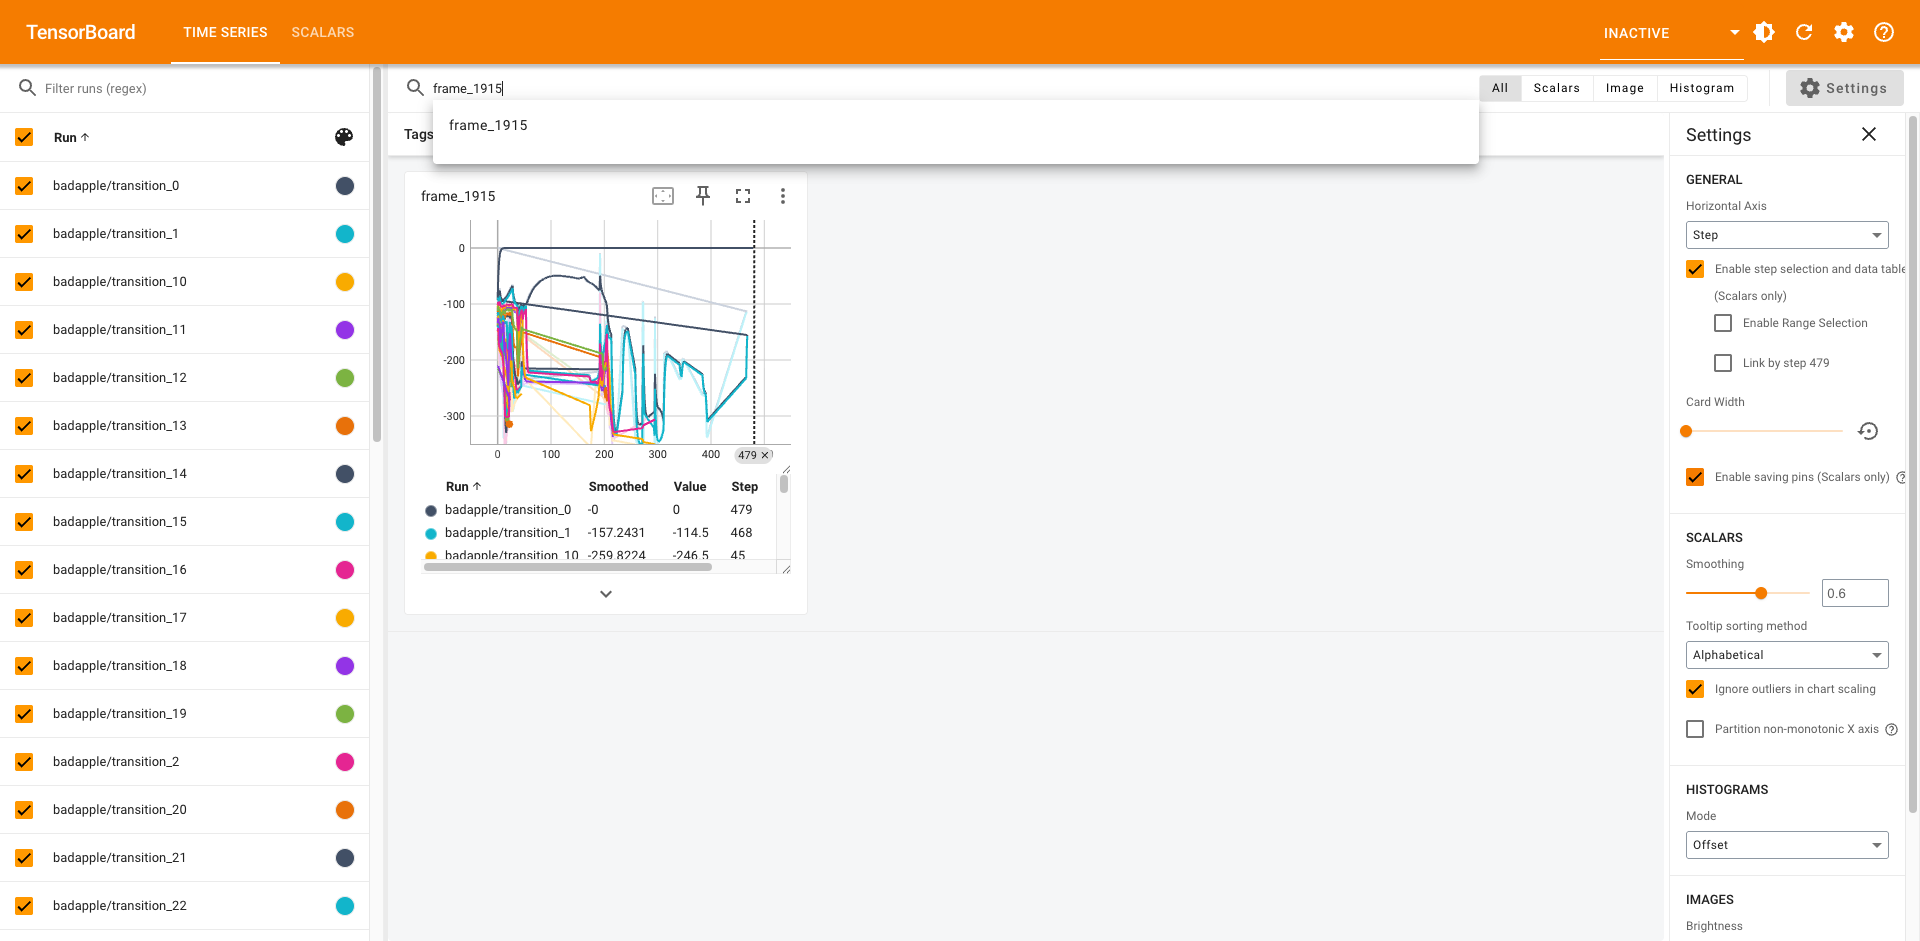 TensorBoard
TIME SERIES
SCALARS
INACTIVE
Filter runs (regex)
Run
badapple/transition_0
badapple/transition_1
badapple/transition_10
badapple/transition_11
badapple/transition_12
badapple/transition_13
badapple/transition_14
badapple/transition_15
badapple/transition_16
badapple/transition_17
badapple/transition_18
badapple/transition_19
badapple/transition_2
badapple/transition_20
badapple/transition_21
badapple/transition_22
frame_1915
All
Scalars
Image
Histogram
Settings
frame_1915
Tags
frame_1915
0
-100
-200
-300
0
100
200
300
400
479
Run Smoothed Value Step
badapple/transition_0 -0 0 479
badapple/transition_1 -157.2431 -114.5 468
badapple/transition_10 -259.8224 -246.5 45
Settings
GENERAL
Horizontal Axis
Step
Enable step selection and data table
(Scalars only)
Enable Range Selection
Link by step 479
Card Width
Enable saving pins (Scalars only)
SCALARS
Smoothing
0.6
Tooltip sorting method
Alphabetical
Ignore outliers in chart scaling
Partition non-monotonic X axis
HISTOGRAMS
Mode
Offset
IMAGES
Brightness